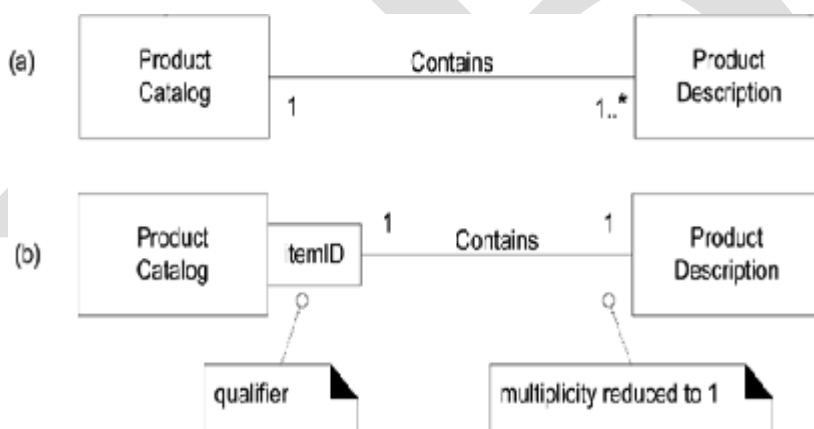 (a)
Product
Catalog
Contains
1
1..*
Product
Description
(b)
Product
Catalog
itemID
1
Contains
1
Product
Description
qualifier
multiplicity reduced to 1